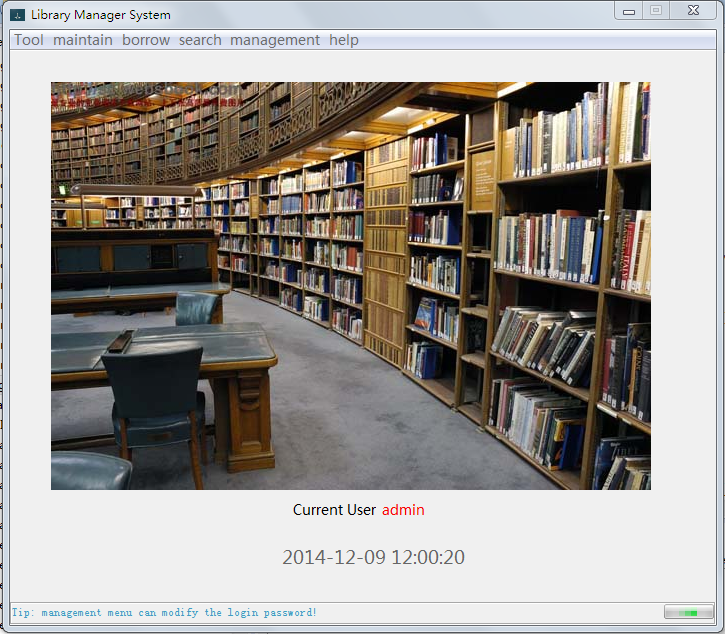 Library Manager System
Tool maintain borrow search management help
Current User admin
2014-12-09 12:00:20
Tip: management menu can modify the login password!